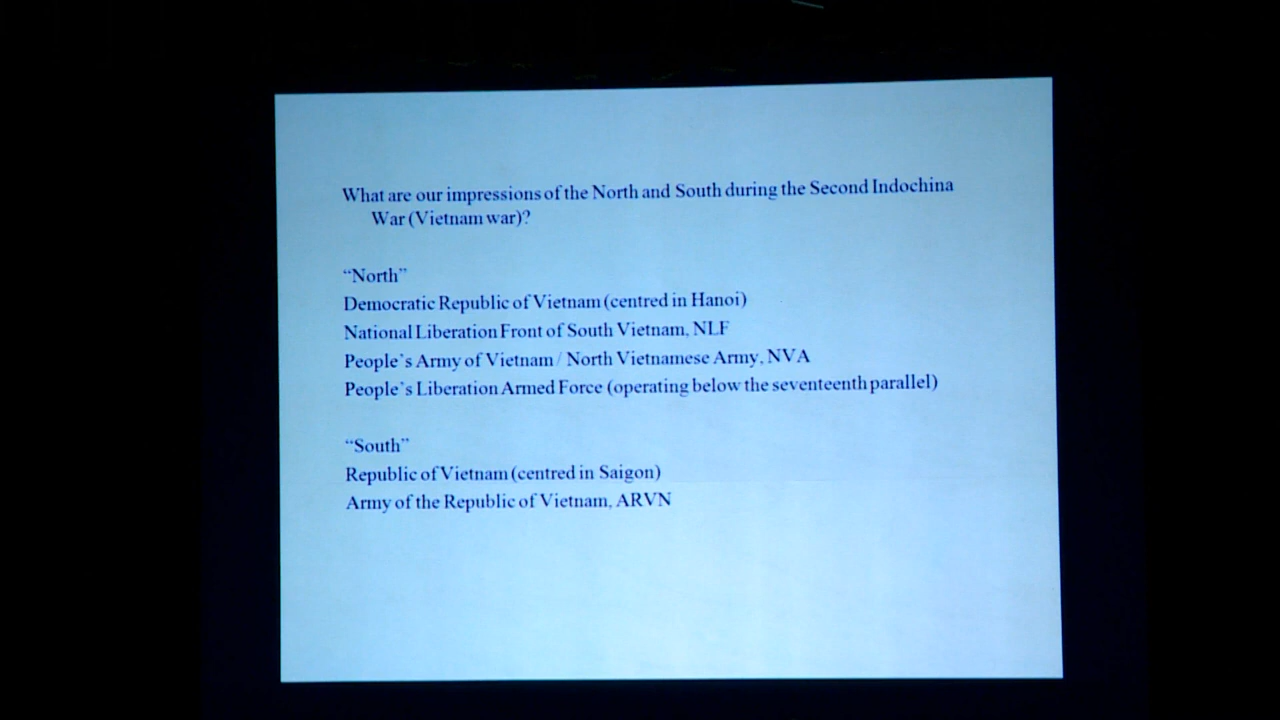 What are our impressions of the North and South during the Second Indochina
War (Vietnam war)?
“North”
Democratic Republic of Vietnam (centred in Hanoi)
National Liberation Front of South Vietnam, NLF
People’s Army of Vietnam / North Vietnamese Army, NVA
People’s Liberation Armed Force (operating below the seventeenth parallel)
“South”
Republic of Vietnam (centred in Saigon)
Army of the Republic of Vietnam, ARVN